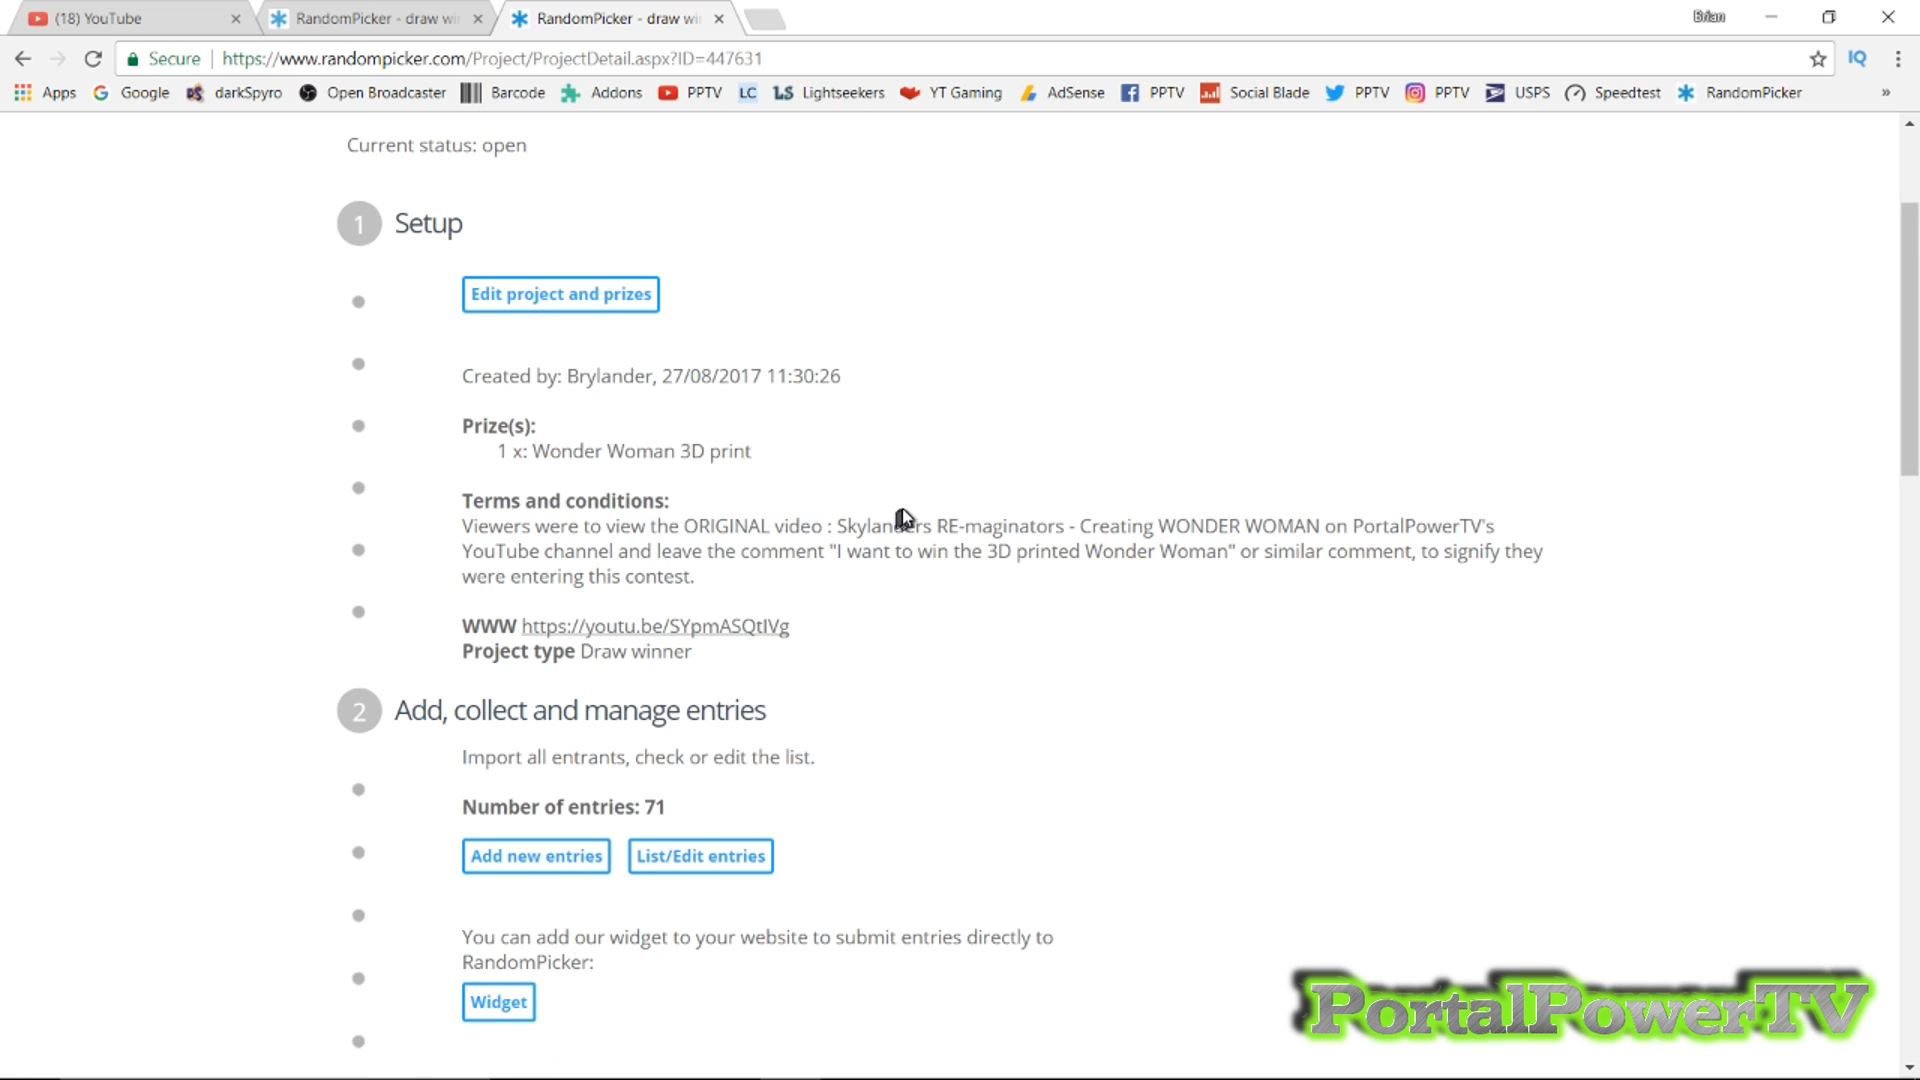 (18) YouTube
RandomPicker - draw wi
RandomPicker - draw wi
Brian
Secure https://www.randompicker.com/Project/ProjectDetail.aspx?ID=447631
Apps Google darkSpyro Open Broadcaster Barcode Addons PPTV LC Lightseekers YT Gaming AdSense PPTV Social Blade PPTV PPTV USPS Speedtest RandomPicker »
Current status: open
1 Setup
Edit project and prizes
Created by: Brylander, 27/08/2017 11:30:26
Prize(s):
1 x: Wonder Woman 3D print
Terms and conditions:
Viewers were to view the ORIGINAL video : Skylanders RE-maginators - Creating WONDER WOMAN on PortalPowerTV's
YouTube channel and leave the comment "I want to win the 3D printed Wonder Woman" or similar comment, to signify they
were entering this contest.
WWW https://youtu.be/SYpmASQtIVg
Project type Draw winner
2 Add, collect and manage entries
Import all entrants, check or edit the list.
Number of entries: 71
Add new entries List/Edit entries
You can add our widget to your website to submit entries directly to
RandomPicker:
Widget
PortalPowerTV